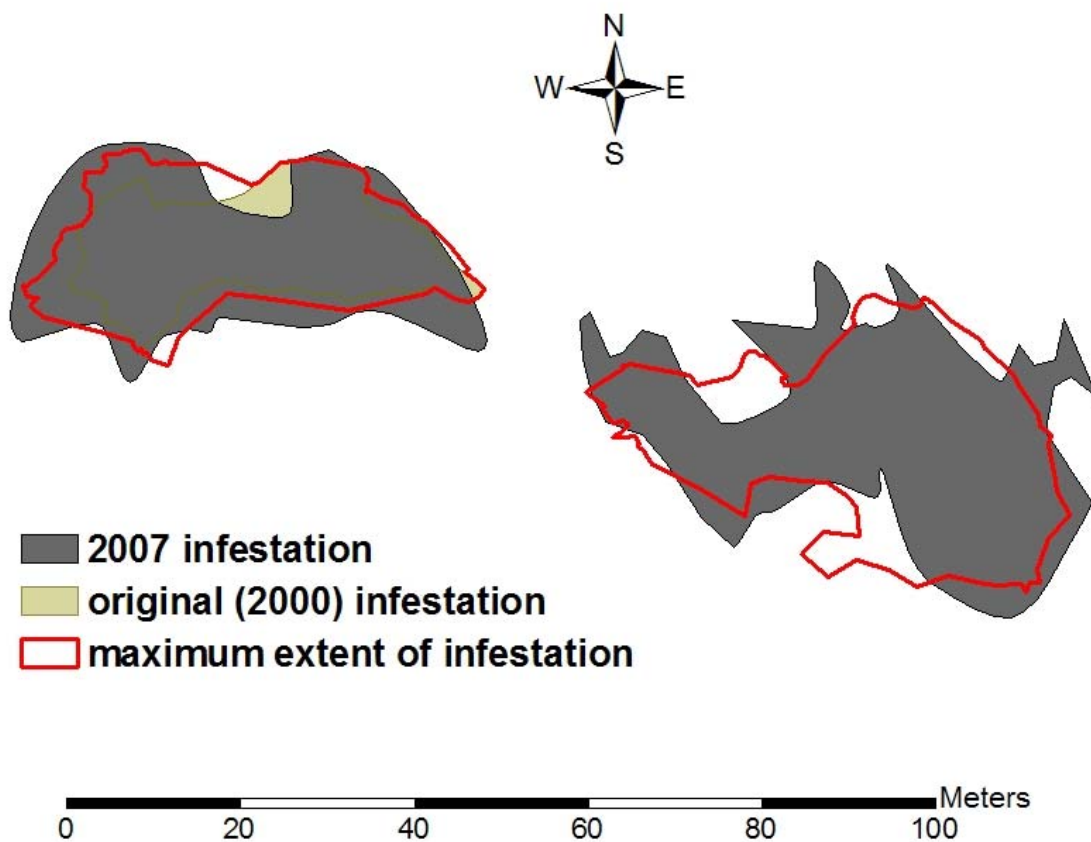 N
W E
S
2007 infestation
original (2000) infestation
maximum extent of infestation
Meters
0 20 40 60 80 100